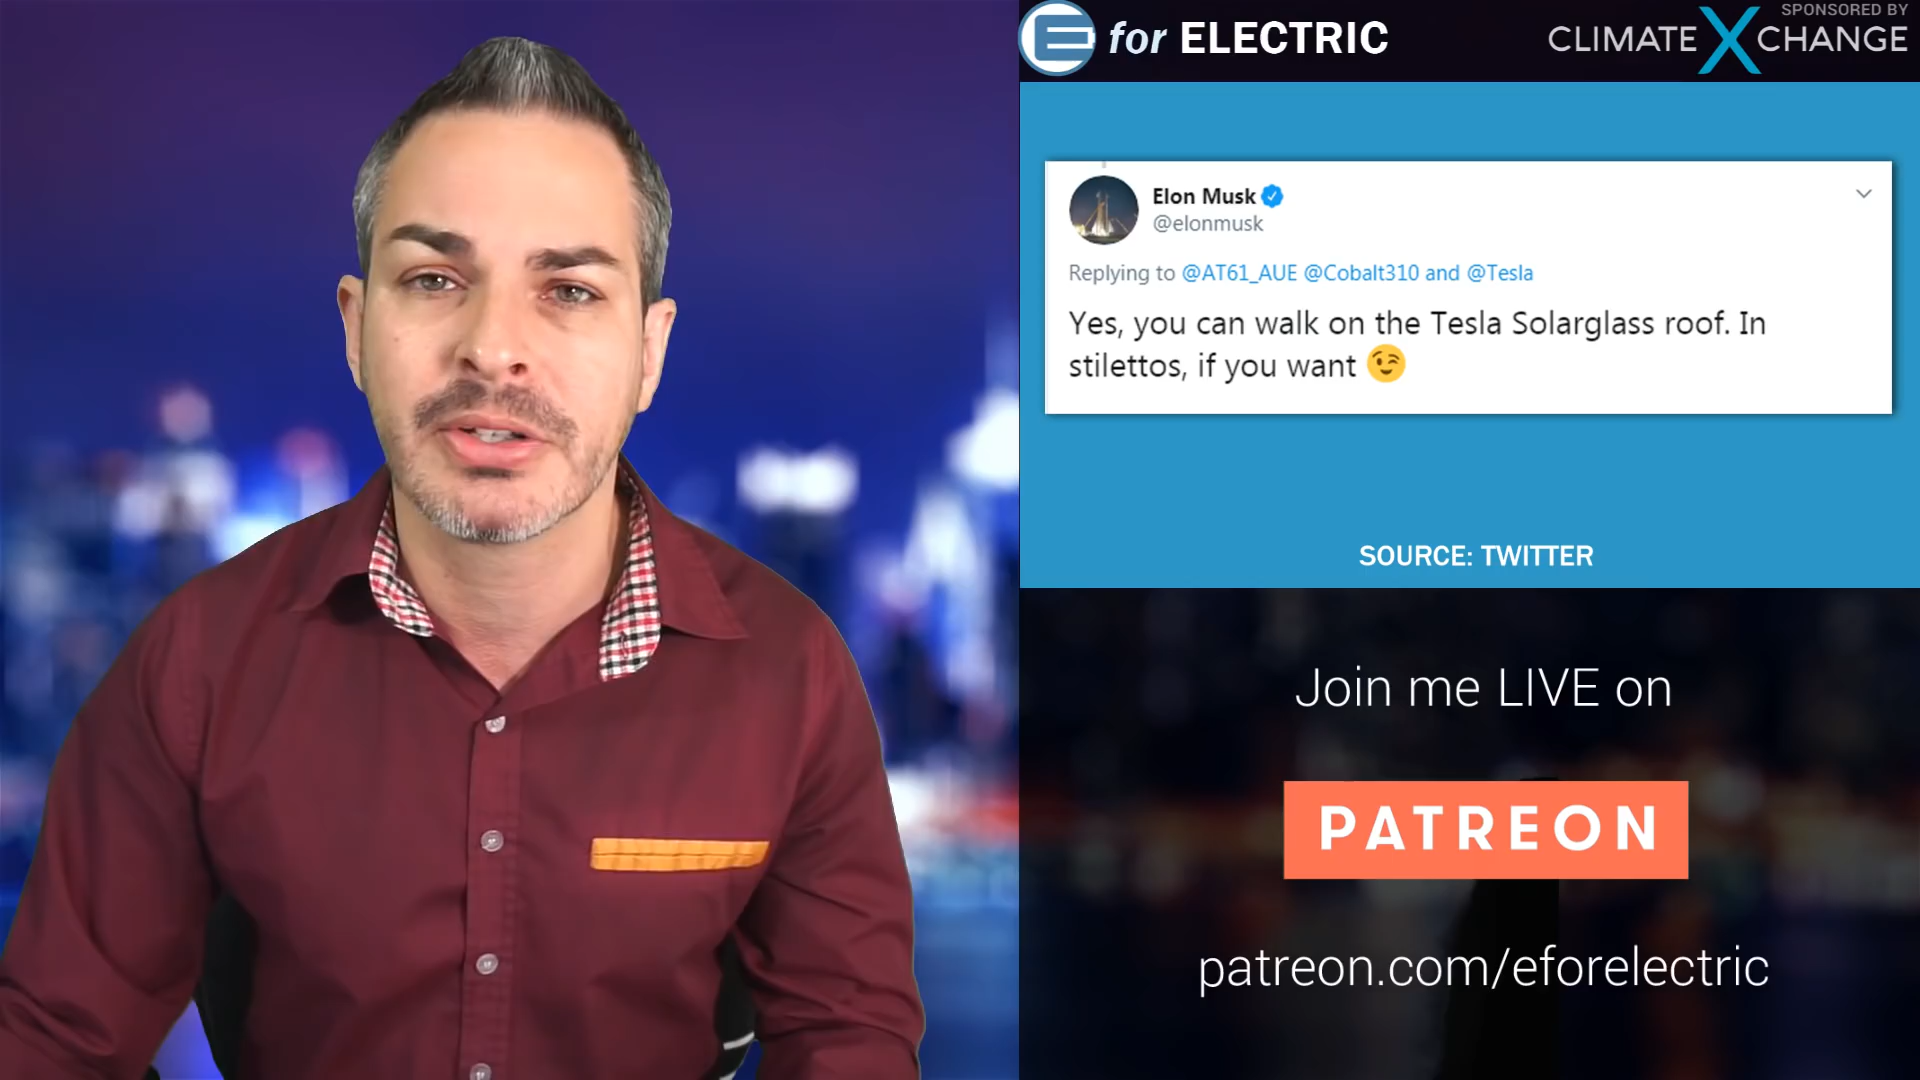 E for ELECTRIC
SPONSORED BY
CLIMATE XCHANGE
Elon Musk
@elonmusk
Replying to @AT61_AUE @Cobalt310 and @Tesla
Yes, you can walk on the Tesla Solarglass roof. In
stilettos, if you want 😉
SOURCE: TWITTER
Join me LIVE on
PATREON
patreon.com/eforelectric